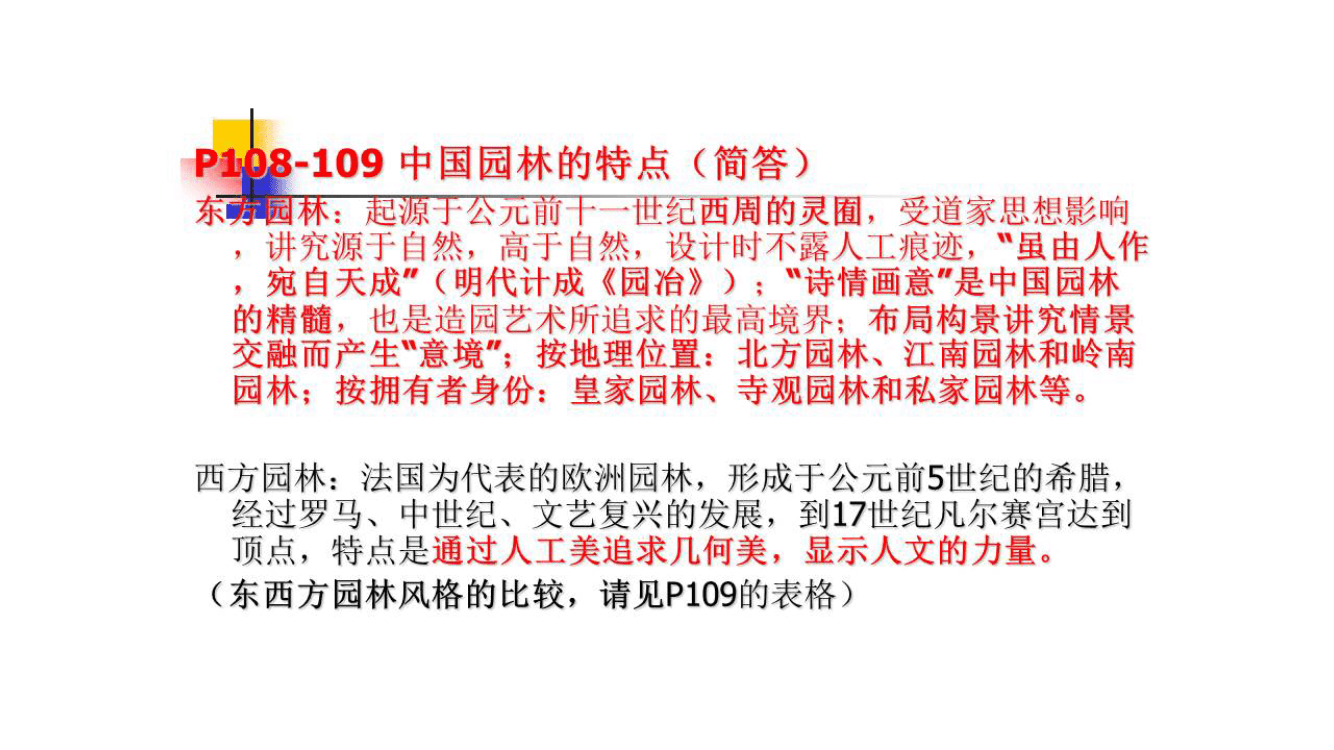 P108-109 中国园林的特点（简答）
东方园林：起源于公元前十一世纪西周的灵囿，受道家思想影响
，讲究源于自然，高于自然，设计时不露人工痕迹，“虽由人作
，宛自天成”（明代计成《园冶》）；“诗情画意”是中国园林
的精髓，也是造园艺术所追求的最高境界；布局构景讲究情景
交融而产生“意境”；按地理位置：北方园林、江南园林和岭南
园林；按拥有者身份：皇家园林、寺观园林和私家园林等。
西方园林：法国为代表的欧洲园林，形成于公元前5世纪的希腊，
经过罗马、中世纪、文艺复兴的发展，到17世纪凡尔赛宫达到
顶点，特点是通过人工美追求几何美，显示人文的力量。
（东西方园林风格的比较，请见P109的表格）